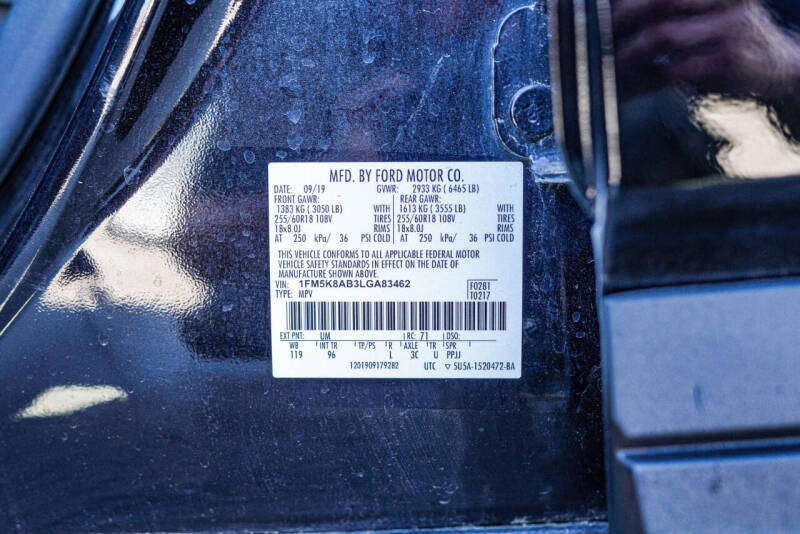 MFD. BY FORD MOTOR CO.
DATE: 09/19 GVWR: 2933 KG ( 6465 LB)
FRONT GAWR: REAR GAWR:
1383 KG ( 3050 LB) WITH 1613 KG ( 3555 LB) WITH
255/60R18 108V TIRES 255/60R18 108V TIRES
18x8.0J RIMS 18x8.0J RIMS
AT 250 kPa/ 36 PSI COLD AT 250 kPa/ 36 PSI COLD
THIS VEHICLE CONFORMS TO ALL APPLICABLE FEDERAL MOTOR
VEHICLE SAFETY STANDARDS IN EFFECT ON THE DATE OF
MANUFACTURE SHOWN ABOVE.
VIN: 1FM5K8AB3LGA83462 F0281
TYPE: MPV T0217
EXT PNT: UM RC: 71 DSO:
WB INT TR TP/PS R AXLE TR SPR
119 96 L 3C U PPJJ
1201909179282 UTC ▽ 5U5A-1520472-BA